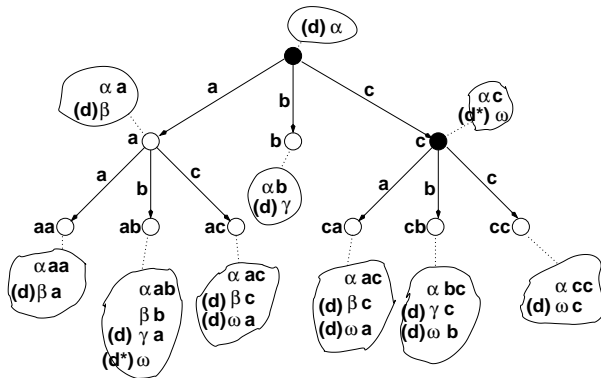 (d) α
α a
(d) β
a
b
c
α c
(d*) ω
a
b
c
α b
(d) γ
a
b
c
a
b
c
aa
ab
ac
ca
cb
cc
α aa
(d) β a
α ab
β b
(d) γ a
(d*) ω
α ac
(d) β c
(d) ω a
α ac
(d) β c
(d) ω a
α bc
(d) γ c
(d) ω b
α cc
(d) ω c